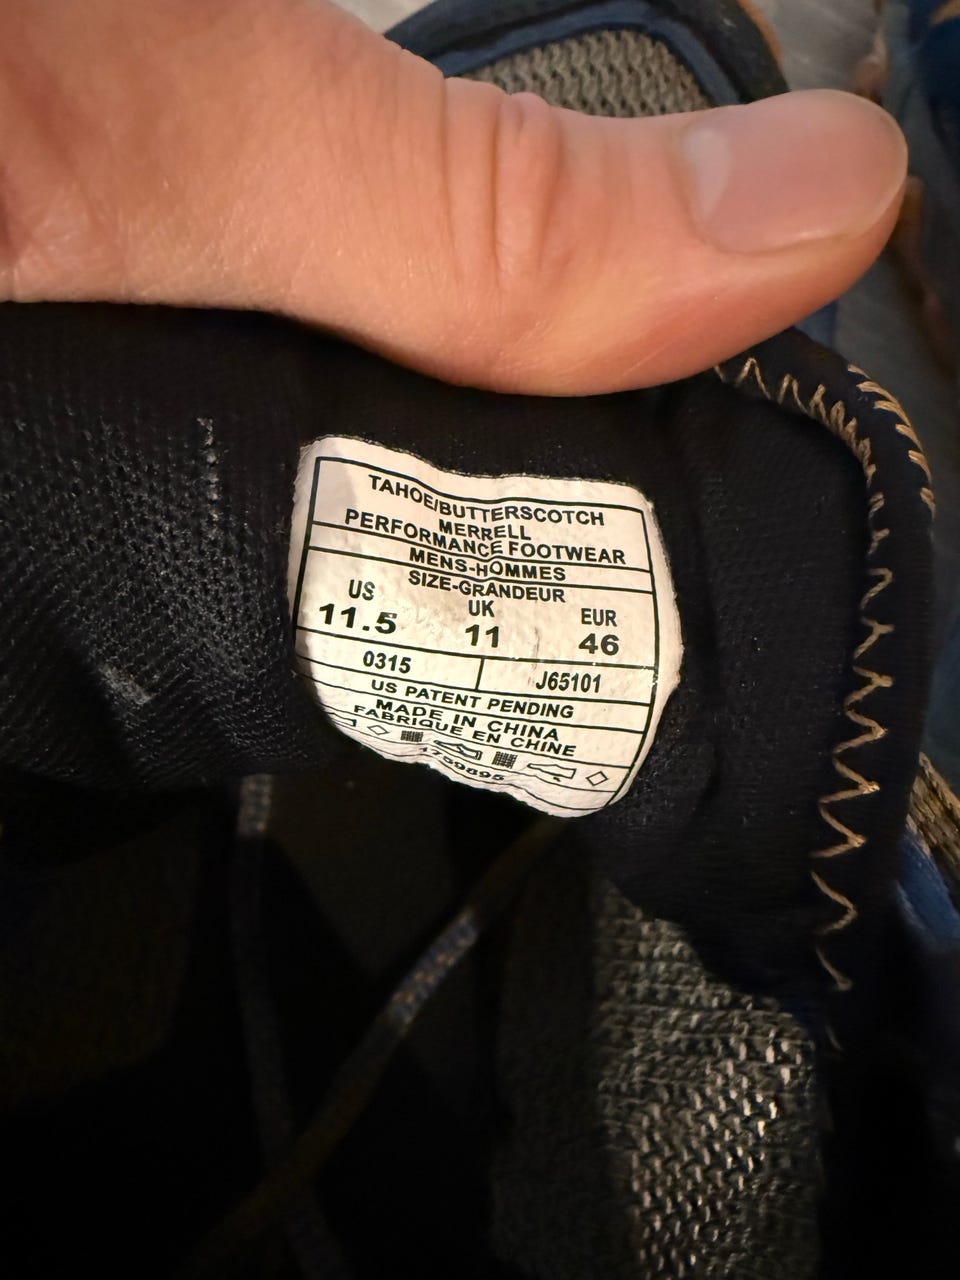 TAHOE/BUTTERSCOTCH
MERRELL
PERFORMANCE FOOTWEAR
MENS-HOMMES
SIZE-GRANDEUR
US UK EUR
11.5 11 46
0315 J65101
US PATENT PENDING
MADE IN CHINA
FABRIQUE EN CHINE